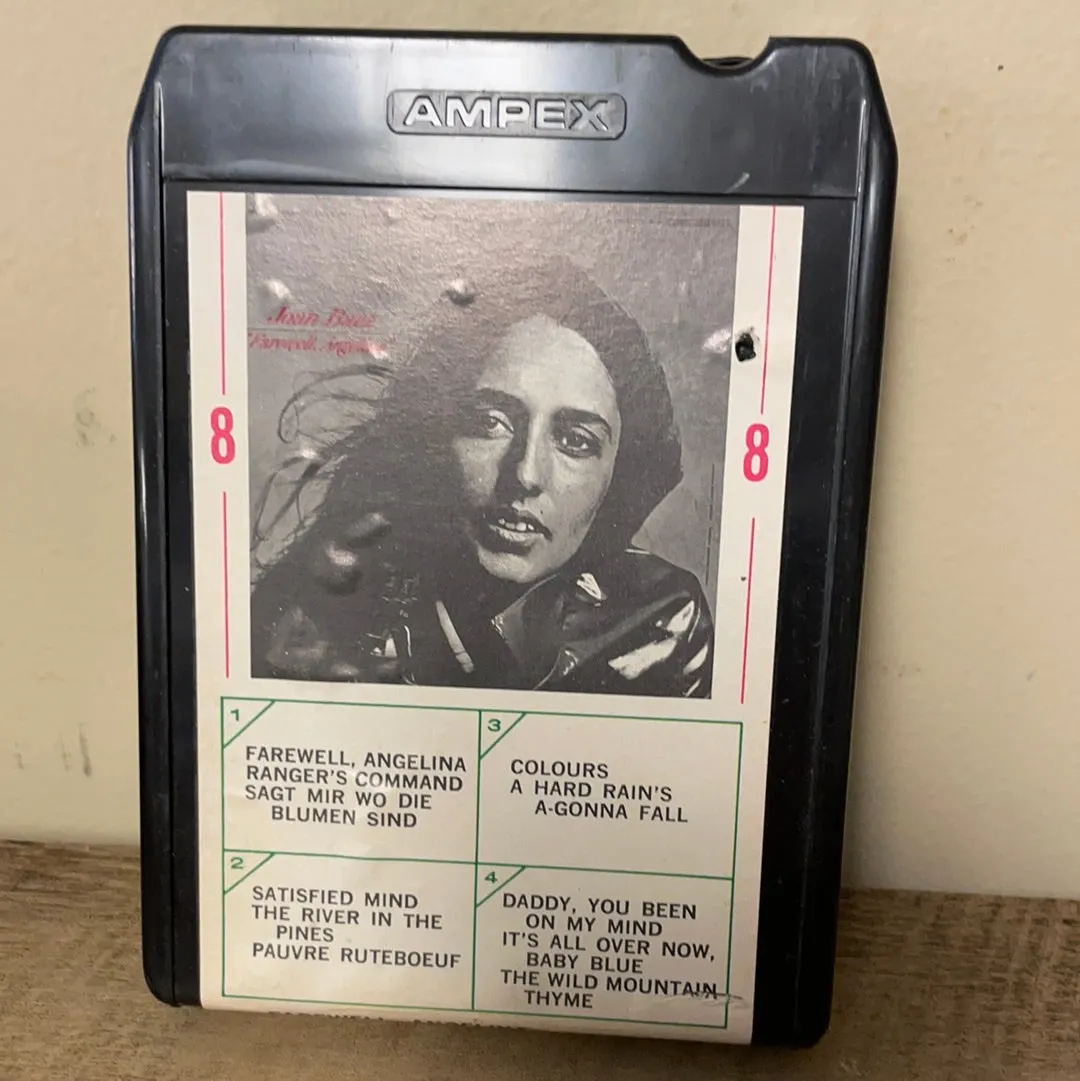 AMPEX
Joan Baez
"Farewell, Angelina"
8
8
1
FAREWELL, ANGELINA
RANGER'S COMMAND
SAGT MIR WO DIE
BLUMEN SIND
2
SATISFIED MIND
THE RIVER IN THE
PINES
PAUVRE RUTEBOEUF
3
COLOURS
A HARD RAIN'S
A-GONNA FALL
4
DADDY, YOU BEEN
ON MY MIND
IT'S ALL OVER NOW,
BABY BLUE
THE WILD MOUNTAIN
THYME